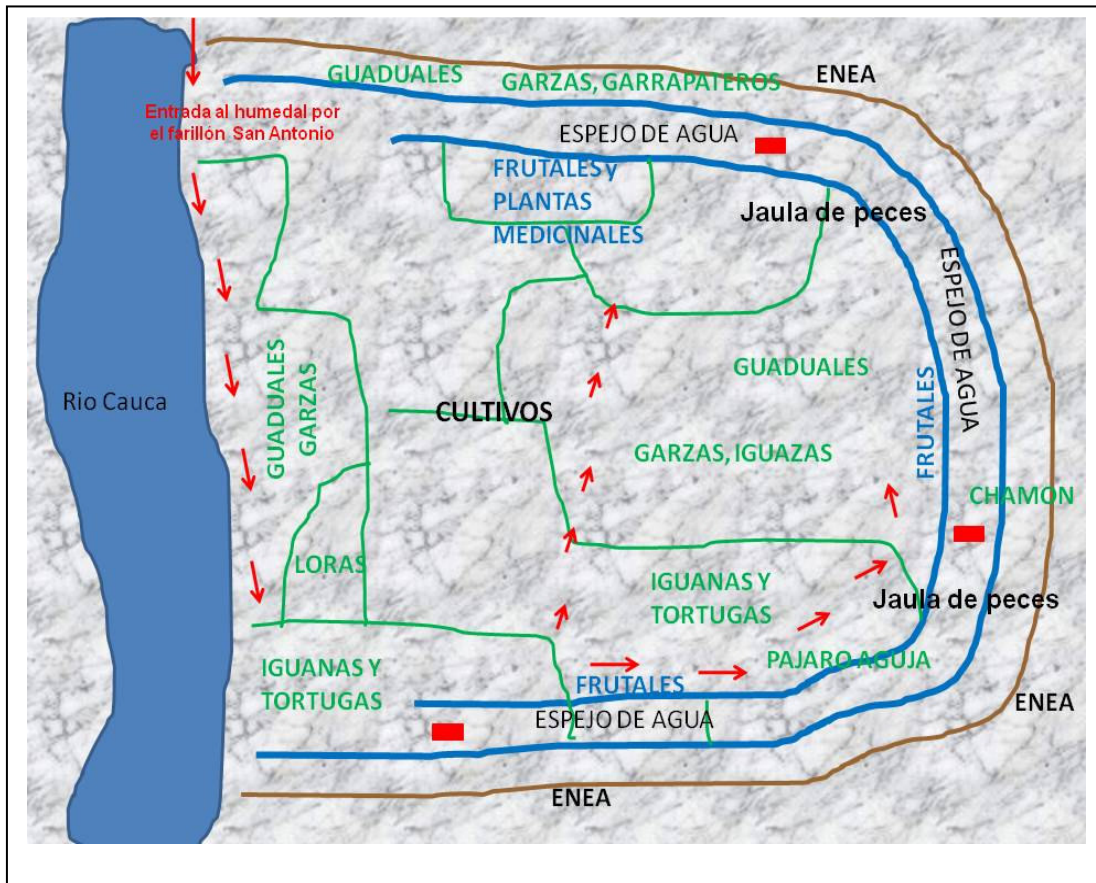 GUADUALES
GARZAS, GARRAPATEROS
ENEA
Entrada al humedal por
el farillón San Antonio
ESPEJO DE AGUA
FRUTALES y
PLANTAS
MEDICINALES
Jaula de peces
ESPEJO DE AGUA
GUADUALES
GARZAS
GUADUALES
FRUTALES
Rio Cauca
CULTIVOS
GARZAS, IGUAZAS
CHAMON
LORAS
IGUANAS Y
TORTUGAS
Jaula de peces
IGUANAS Y
TORTUGAS
PAJARO AGUJA
FRUTALES
ENEA
ESPEJO DE AGUA
ENEA